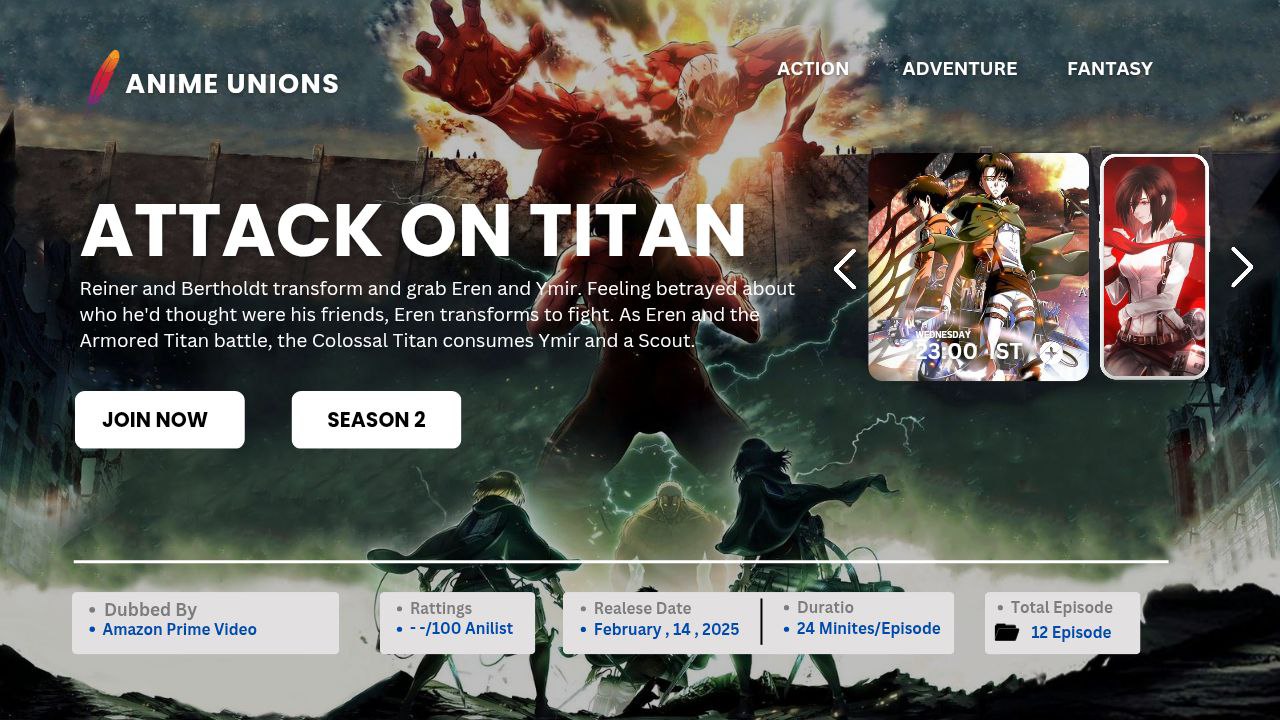 ANIME UNIONS
ACTION
ADVENTURE
FANTASY
ATTACK ON TITAN
Reiner and Bertholdt transform and grab Eren and Ymir. Feeling betrayed about
who he'd thought were his friends, Eren transforms to fight. As Eren and the
Armored Titan battle, the Colossal Titan consumes Ymir and a Scout.
WEDNESDAY
23:00 IST
JOIN NOW
SEASON 2
• Dubbed By
• Amazon Prime Video
• Rattings
• - -/100 Anilist
• Realese Date
• February , 14 , 2025
• Duratio
• 24 Minites/Episode
• Total Episode
12 Episode